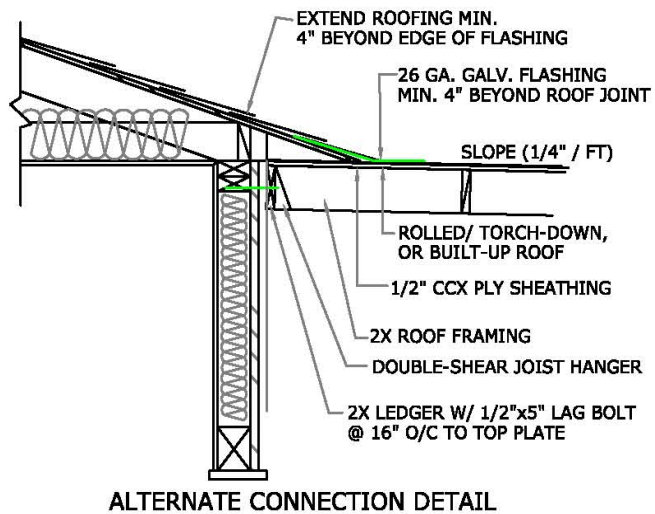 EXTEND ROOFING MIN.
4" BEYOND EDGE OF FLASHING
26 GA. GALV. FLASHING
MIN. 4" BEYOND ROOF JOINT
SLOPE (1/4" / FT)
ROLLED/ TORCH-DOWN,
OR BUILT-UP ROOF
1/2" CCX PLY SHEATHING
2X ROOF FRAMING
DOUBLE-SHEAR JOIST HANGER
2X LEDGER W/ 1/2"x5" LAG BOLT
@ 16" O/C TO TOP PLATE
ALTERNATE CONNECTION DETAIL